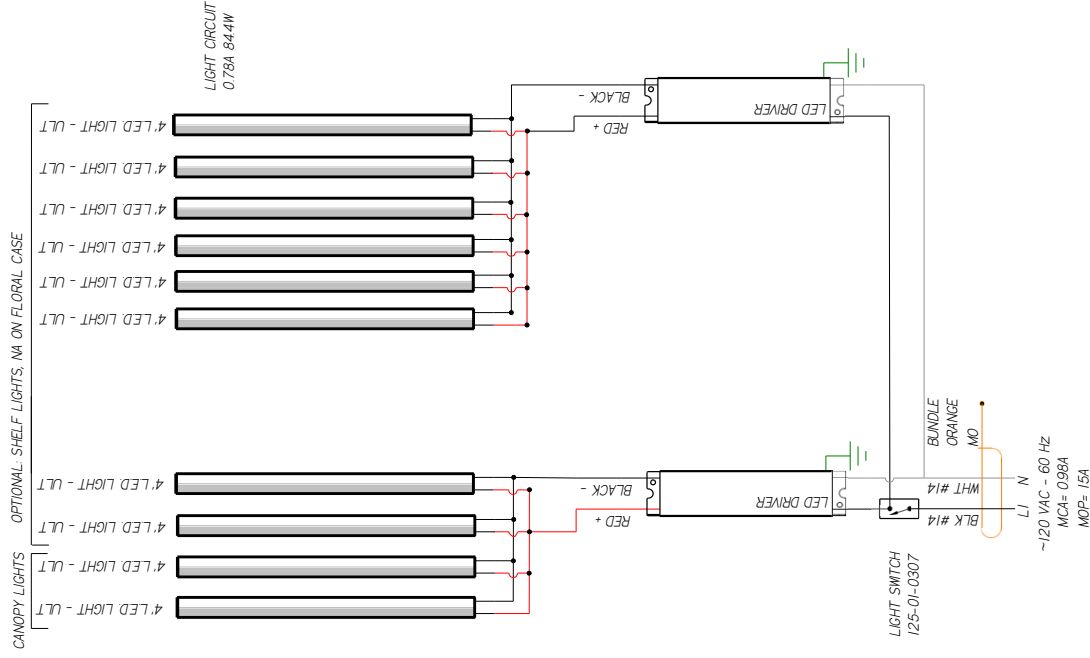 LIGHT CIRCUIT
0.78A 84.4W
OPTIONAL: SHELF LIGHTS, NA ON FLORAL CASE
CANOPY LIGHTS
4', LED LIGHT - ULT
4', LED LIGHT - ULT
4', LED LIGHT - ULT
4', LED LIGHT - ULT
4', LED LIGHT - ULT
4', LED LIGHT - ULT
4', LED LIGHT - ULT
4', LED LIGHT - ULT
4', LED LIGHT - ULT
4', LED LIGHT - ULT
BLACK -
RED +
LED DRIVER
BLACK -
RED +
LED DRIVER
BUNDLE
ORANGE
MO
WHT #14
BLK #14
N
L1
~120 VAC - 60 Hz
MCA= 0.98A
MOP= 15A
LIGHT SWITCH
125-01-0307